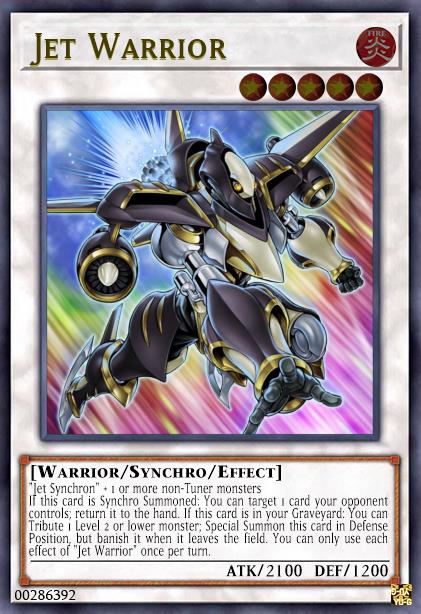 JET WARRIOR
FIRE
炎
[WARRIOR/SYNCHRO/EFFECT]
"Jet Synchron" + 1 or more non-Tuner monsters
If this card is Synchro Summoned: You can target 1 card your opponent
controls; return it to the hand. If this card is in your Graveyard: You can
Tribute 1 Level 2 or lower monster; Special Summon this card in Defense
Position, but banish it when it leaves the field. You can only use each
effect of "Jet Warrior" once per turn.
ATK/2100 DEF/1200
00286392